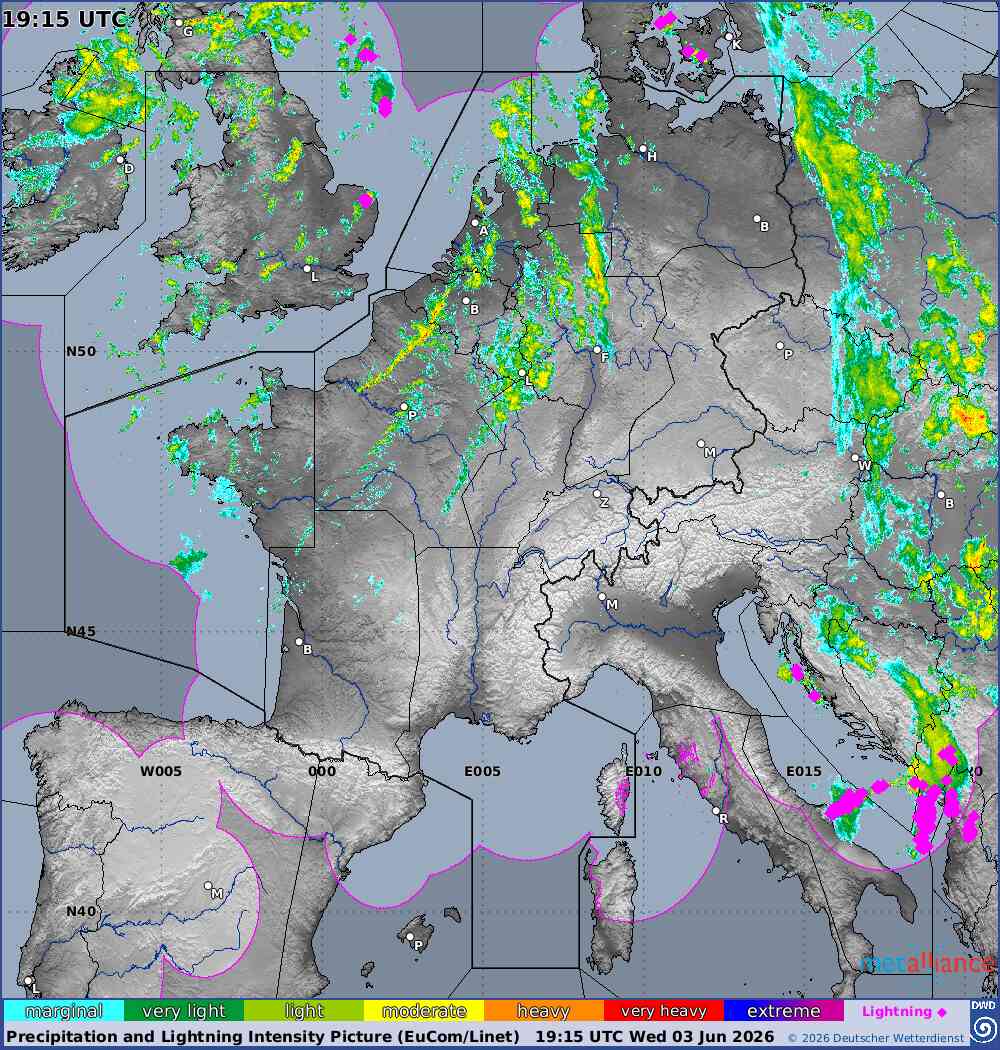 19:15 UTC
G
K
D
H
A
B
L
B
N50
P
F
L
P
M
W
Z
B
M
N45
B
W005
000
E005
E010
E015
R
M
N40
P
L
metalliance
marginal very light light moderate heavy very heavy extreme Lightning
DWD
Precipitation and Lightning Intensity Picture (EuCom/Linet) 19:15 UTC Wed 03 Jun 2026 © 2026 Deutscher Wetterdienst